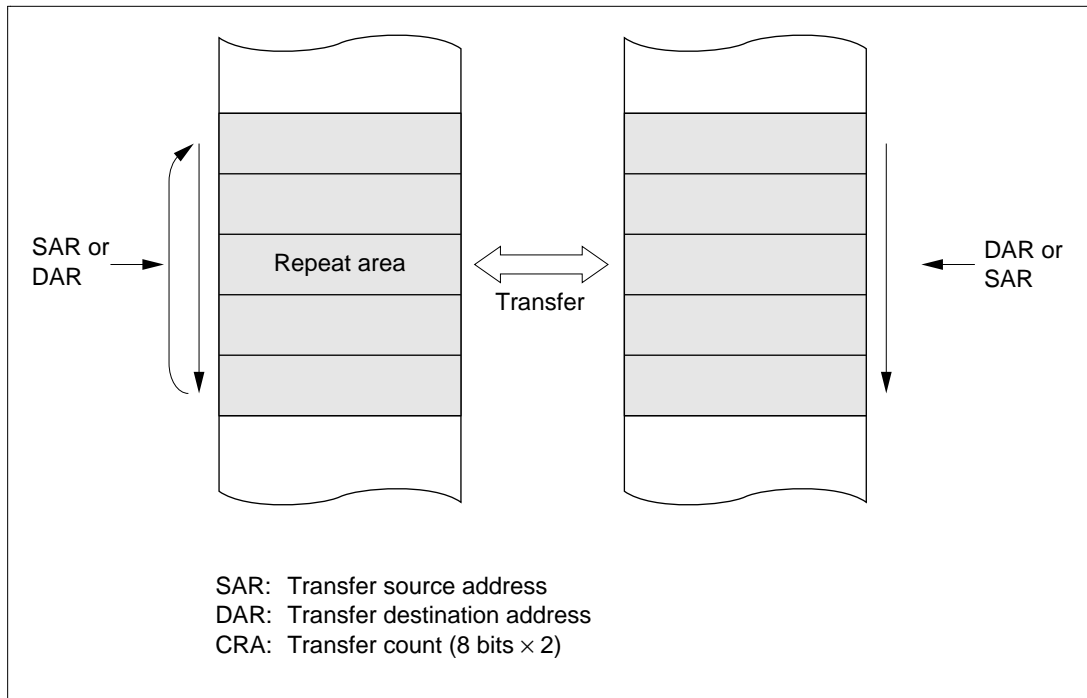 SAR or
DAR
Repeat area
Transfer
DAR or
SAR
SAR: Transfer source address
DAR: Transfer destination address
CRA: Transfer count (8 bits × 2)